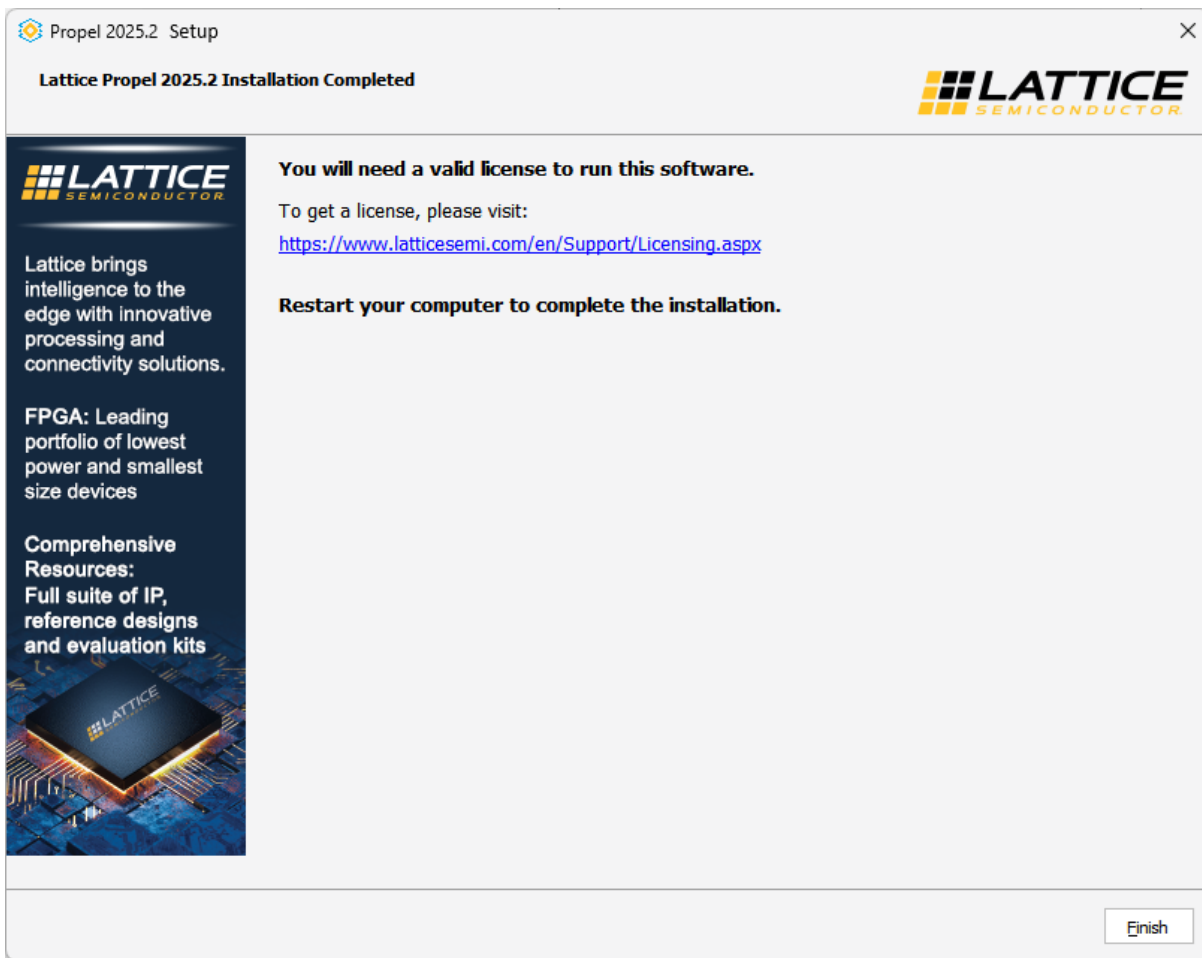 Propel 2025.2 Setup
Lattice Propel 2025.2 Installation Completed
LATTICE
SEMICONDUCTOR
LATTICE
SEMICONDUCTOR
Lattice brings
intelligence to the
edge with innovative
processing and
connectivity solutions.
FPGA: Leading
portfolio of lowest
power and smallest
size devices
Comprehensive
Resources:
Full suite of IP,
reference designs
and evaluation kits
LATTICE
SEMICONDUCTOR
You will need a valid license to run this software.
To get a license, please visit:
https://www.latticesemi.com/en/Support/Licensing.aspx
Restart your computer to complete the installation.
Finish